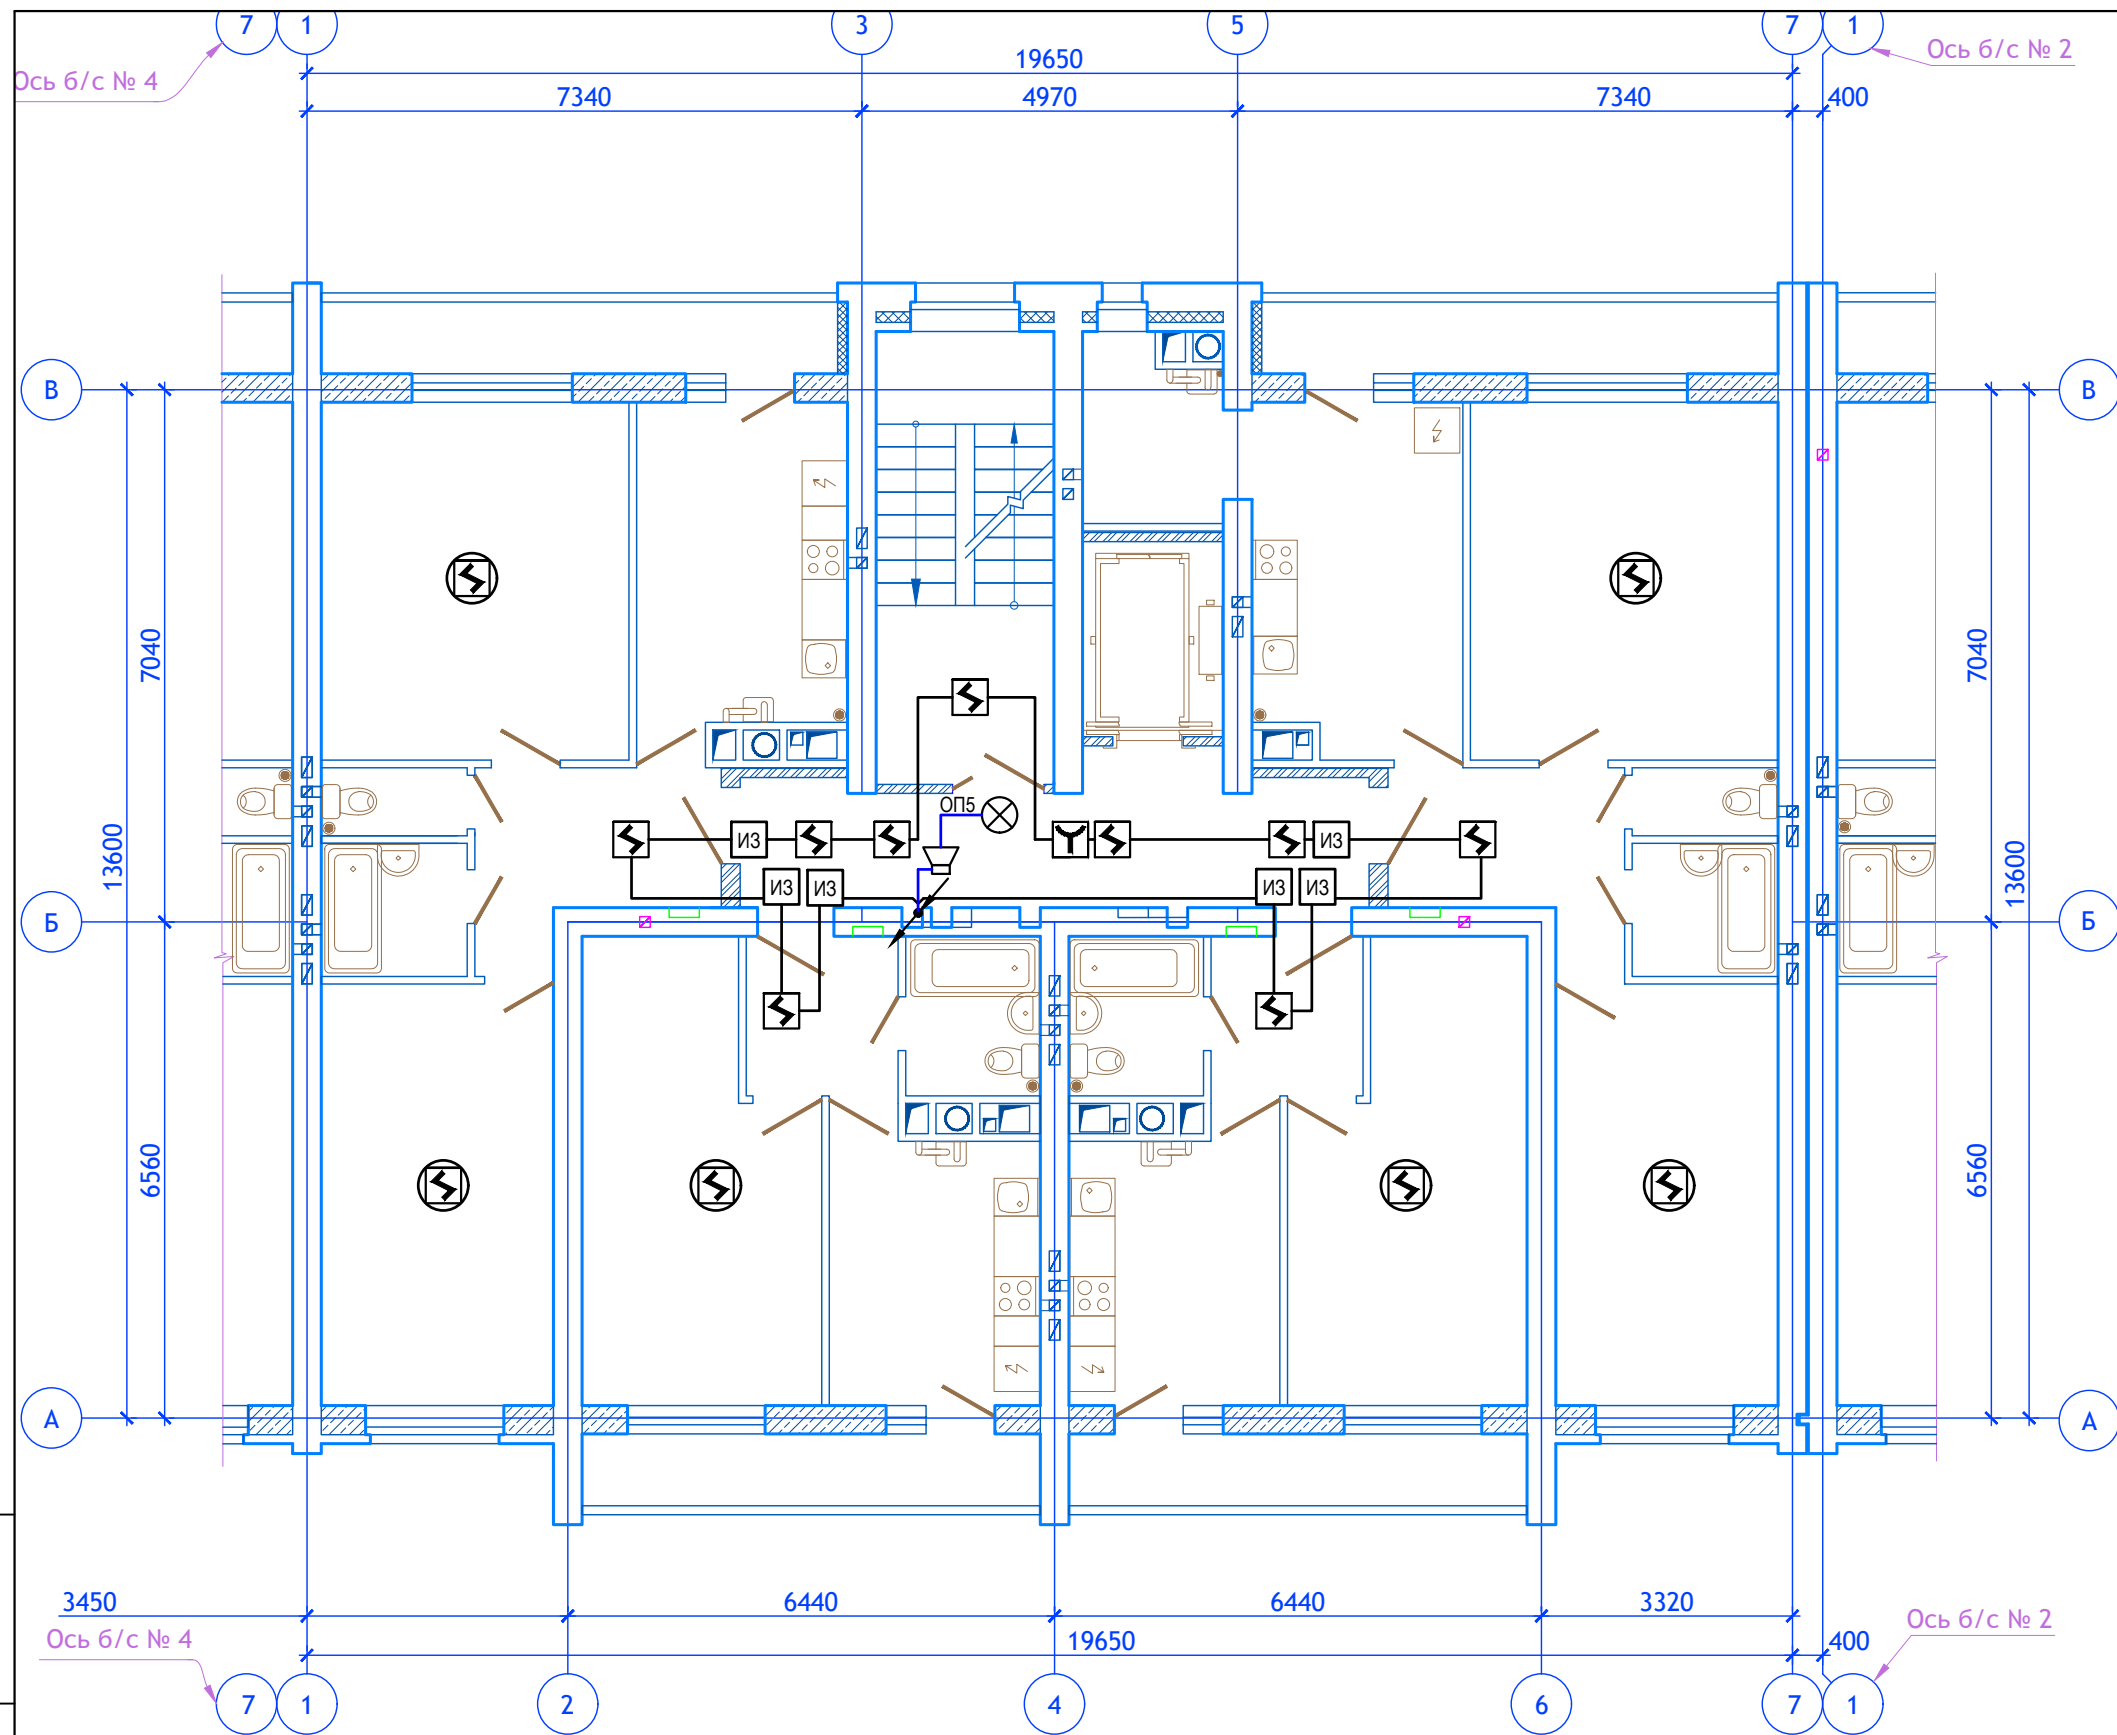 7 1 3 5 7 1
19650
Ось б/с № 2
Ось б/с № 4
7340 4970 7340 400
В В
7040 7040
13600 13600
ОП5
ИЗ ИЗ
ИЗ ИЗ ИЗ ИЗ
Б Б
6560 6560
А А
3450 6440 6440 3320
Ось б/с № 4
19650 400
Ось б/с № 2
7 1 2 4 6 7 1